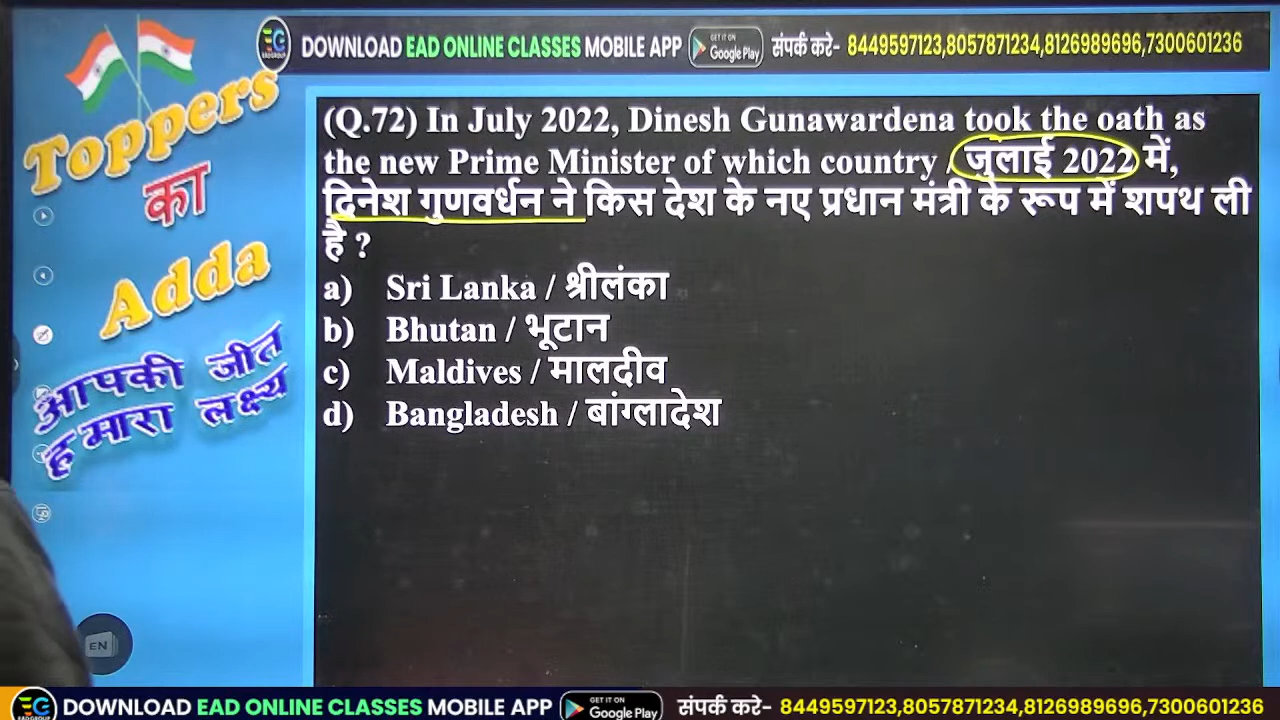 DOWNLOAD EAD ONLINE CLASSES MOBILE APP GET IT ON Google Play संपर्क करे- 8449597123,8057871234,8126989696,7300601236
Toppers
का
Adda
आपकी जीत
हमारा लक्ष्य
(Q.72) In July 2022, Dinesh Gunawardena took the oath as
the new Prime Minister of which country / जुलाई 2022 में,
दिनेश गुणवर्धन ने किस देश के नए प्रधान मंत्री के रूप में शपथ ली
है ?
a) Sri Lanka / श्रीलंका
b) Bhutan / भूटान
c) Maldives / मालदीव
d) Bangladesh / बांग्लादेश
EN
DOWNLOAD EAD ONLINE CLASSES MOBILE APP GET IT ON Google Play संपर्क करे- 8449597123,8057871234,8126989696,7300601236